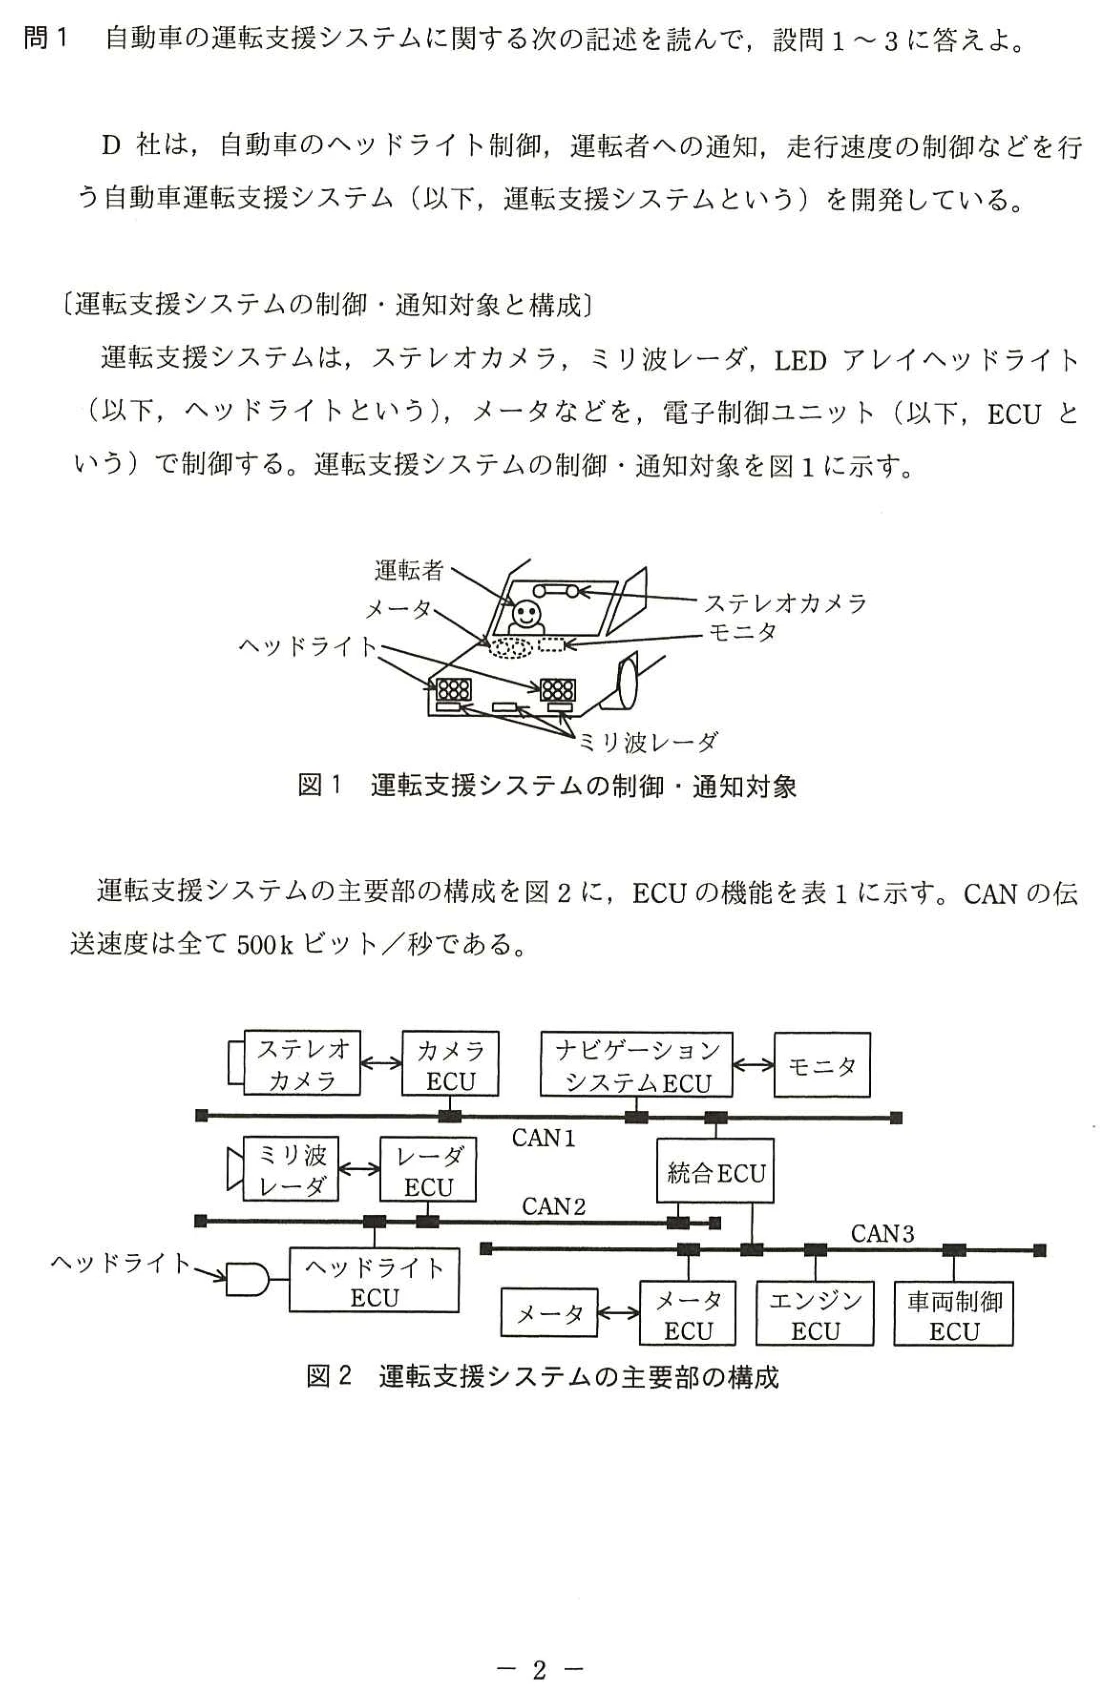 問1 自動車の運転支援システムに関する次の記述を読んで，設問1～3に答えよ。
D 社は，自動車のヘッドライト制御，運転者への通知，走行速度の制御などを行
う自動車運転支援システム（以下，運転支援システムという）を開発している。
〔運転支援システムの制御・通知対象と構成〕
運転支援システムは，ステレオカメラ，ミリ波レーダ，LED アレイヘッドライト
（以下，ヘッドライトという），メータなどを，電子制御ユニット（以下，ECU と
いう）で制御する。運転支援システムの制御・通知対象を図1に示す。
運転者
メータ
ヘッドライト
ステレオカメラ
モニタ
ミリ波レーダ
図1 運転支援システムの制御・通知対象
運転支援システムの主要部の構成を図2に，ECUの機能を表1に示す。CANの伝
送速度は全て500kビット／秒である。
ステレオ
カメラ
カメラ
ECU
ナビゲーション
システムECU
モニタ
CAN1
ミリ波
レーダ
レーダ
ECU
統合ECU
CAN2
CAN3
ヘッドライト
ヘッドライト
ECU
メータ
メータ
ECU
エンジン
ECU
車両制御
ECU
図2 運転支援システムの主要部の構成
－ 2 －